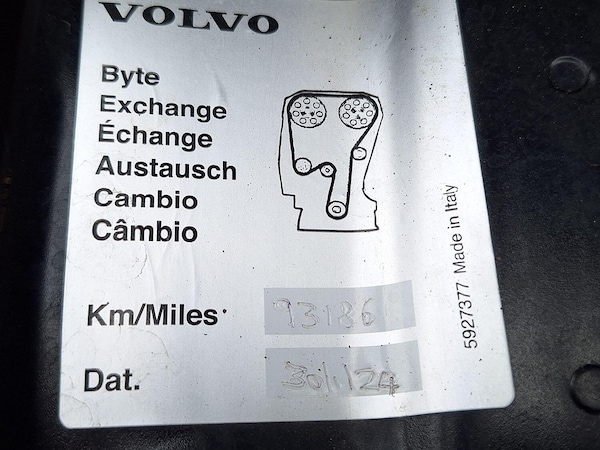 VOLVO
Byte
Exchange
Échange
Austausch
Cambio
Câmbio
Km/Miles 93186
Dat. 30/1/24
5927377 Made in Italy